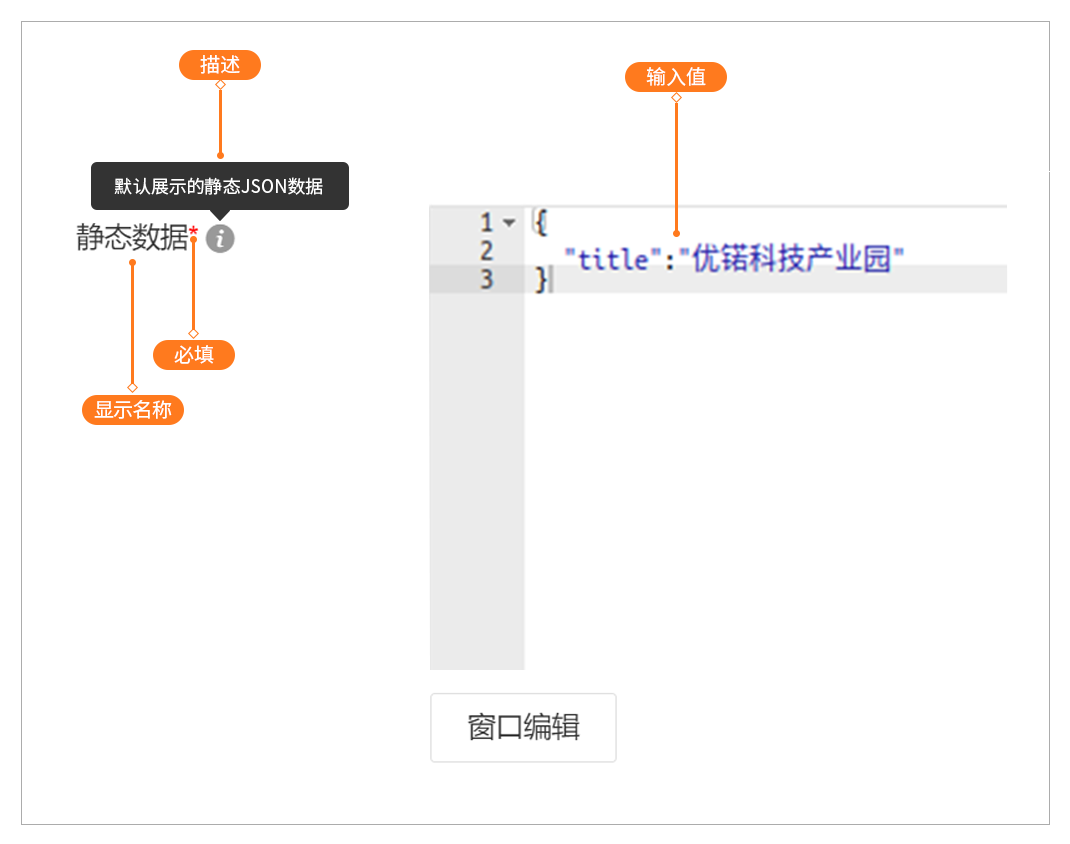 描述
输入值
默认展示的静态JSON数据
静态数据*
1 {
2 "title":"优锘科技产业园"
3 }
必填
显示名称
窗口编辑